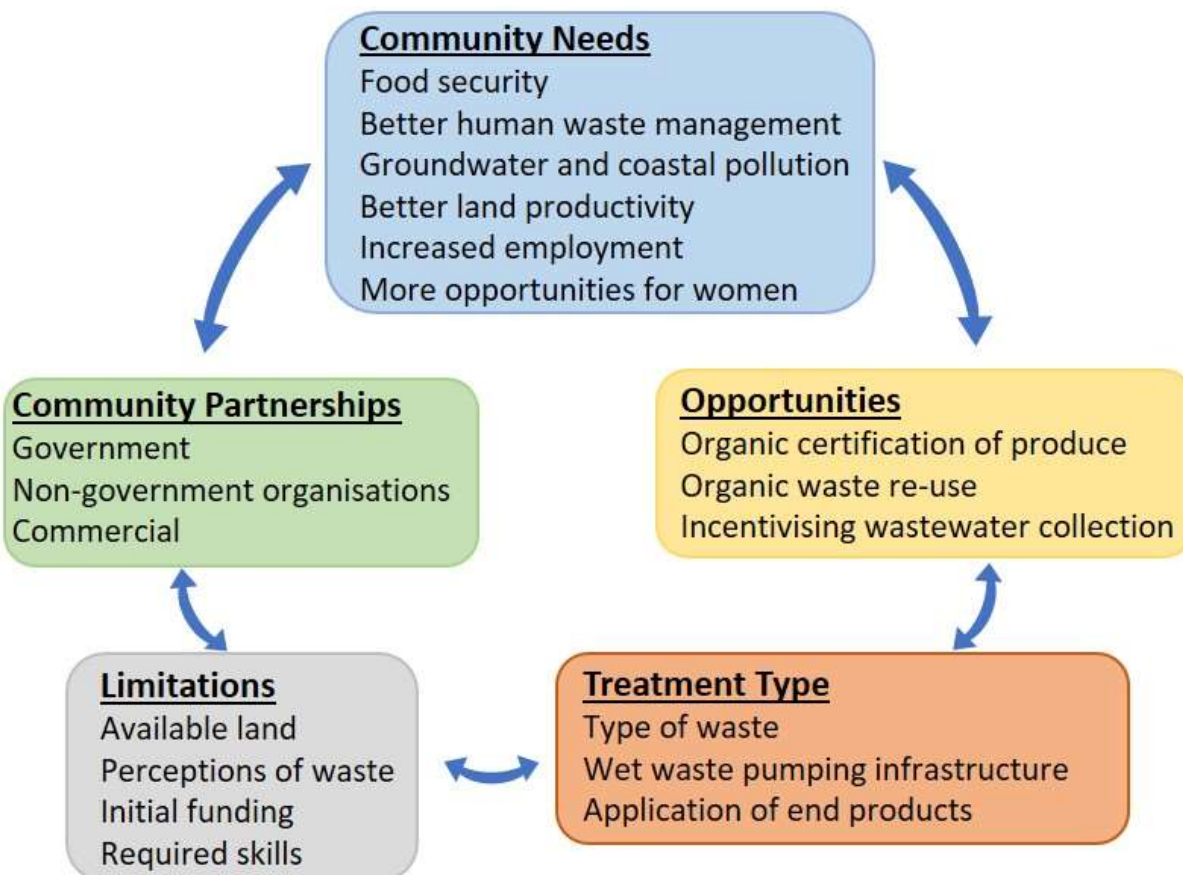 Community Needs
Food security
Better human waste management
Groundwater and coastal pollution
Better land productivity
Increased employment
More opportunities for women
Community Partnerships
Government
Non-government organisations
Commercial
Opportunities
Organic certification of produce
Organic waste re-use
Incentivising wastewater collection
Limitations
Available land
Perceptions of waste
Initial funding
Required skills
Treatment Type
Type of waste
Wet waste pumping infrastructure
Application of end products